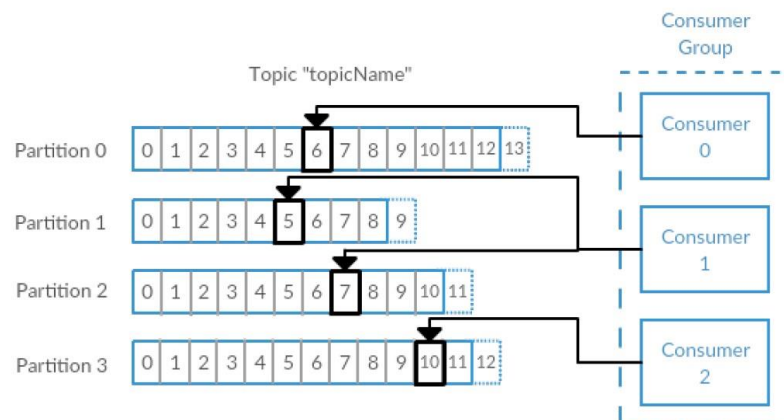 Consumer
Group
Topic "topicName"
Partition 0 0 1 2 3 4 5 6 7 8 9 10 11 12 13
Consumer
0
Partition 1 0 1 2 3 4 5 6 7 8 9
Consumer
1
Partition 2 0 1 2 3 4 5 6 7 8 9 10 11
Partition 3 0 1 2 3 4 5 6 7 8 9 10 11 12
Consumer
2